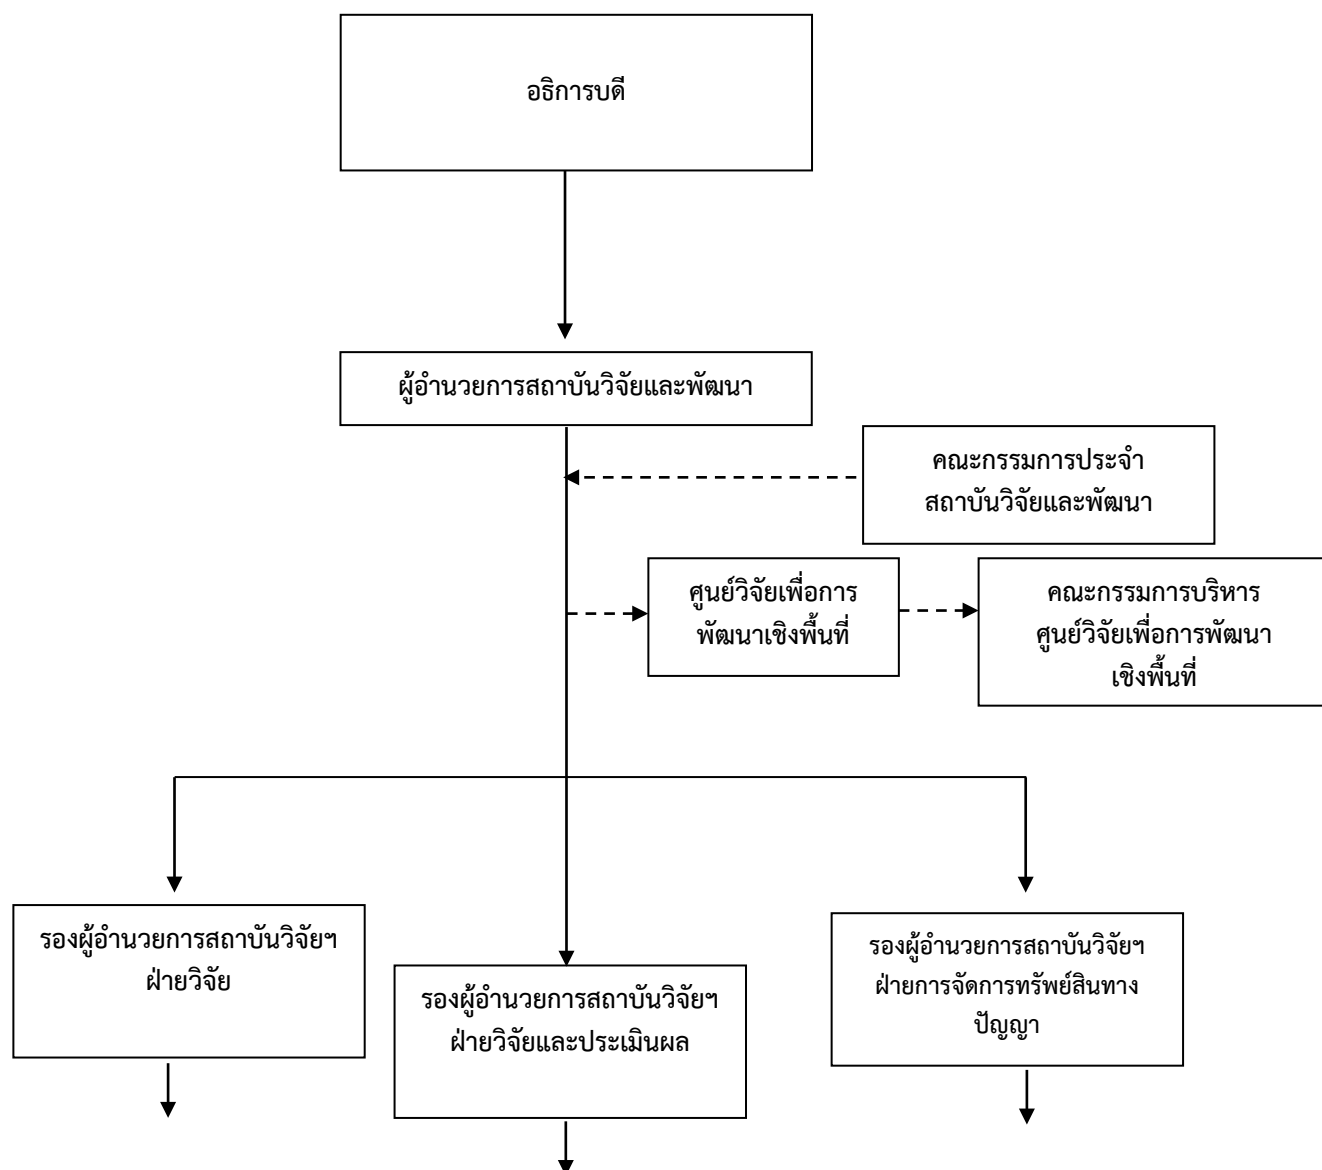 อธิการบดี
ผู้อำนวยการสถาบันวิจัยและพัฒนา
คณะกรรมการประจำ
สถาบันวิจัยและพัฒนา
ศูนย์วิจัยเพื่อการ
พัฒนาเชิงพื้นที่
คณะกรรมการบริหาร
ศูนย์วิจัยเพื่อการพัฒนา
เชิงพื้นที่
รองผู้อำนวยการสถาบันวิจัยฯ
ฝ่ายวิจัย
รองผู้อำนวยการสถาบันวิจัยฯ
ฝ่ายวิจัยและประเมินผล
รองผู้อำนวยการสถาบันวิจัยฯ
ฝ่ายการจัดการทรัพย์สินทาง
ปัญญา